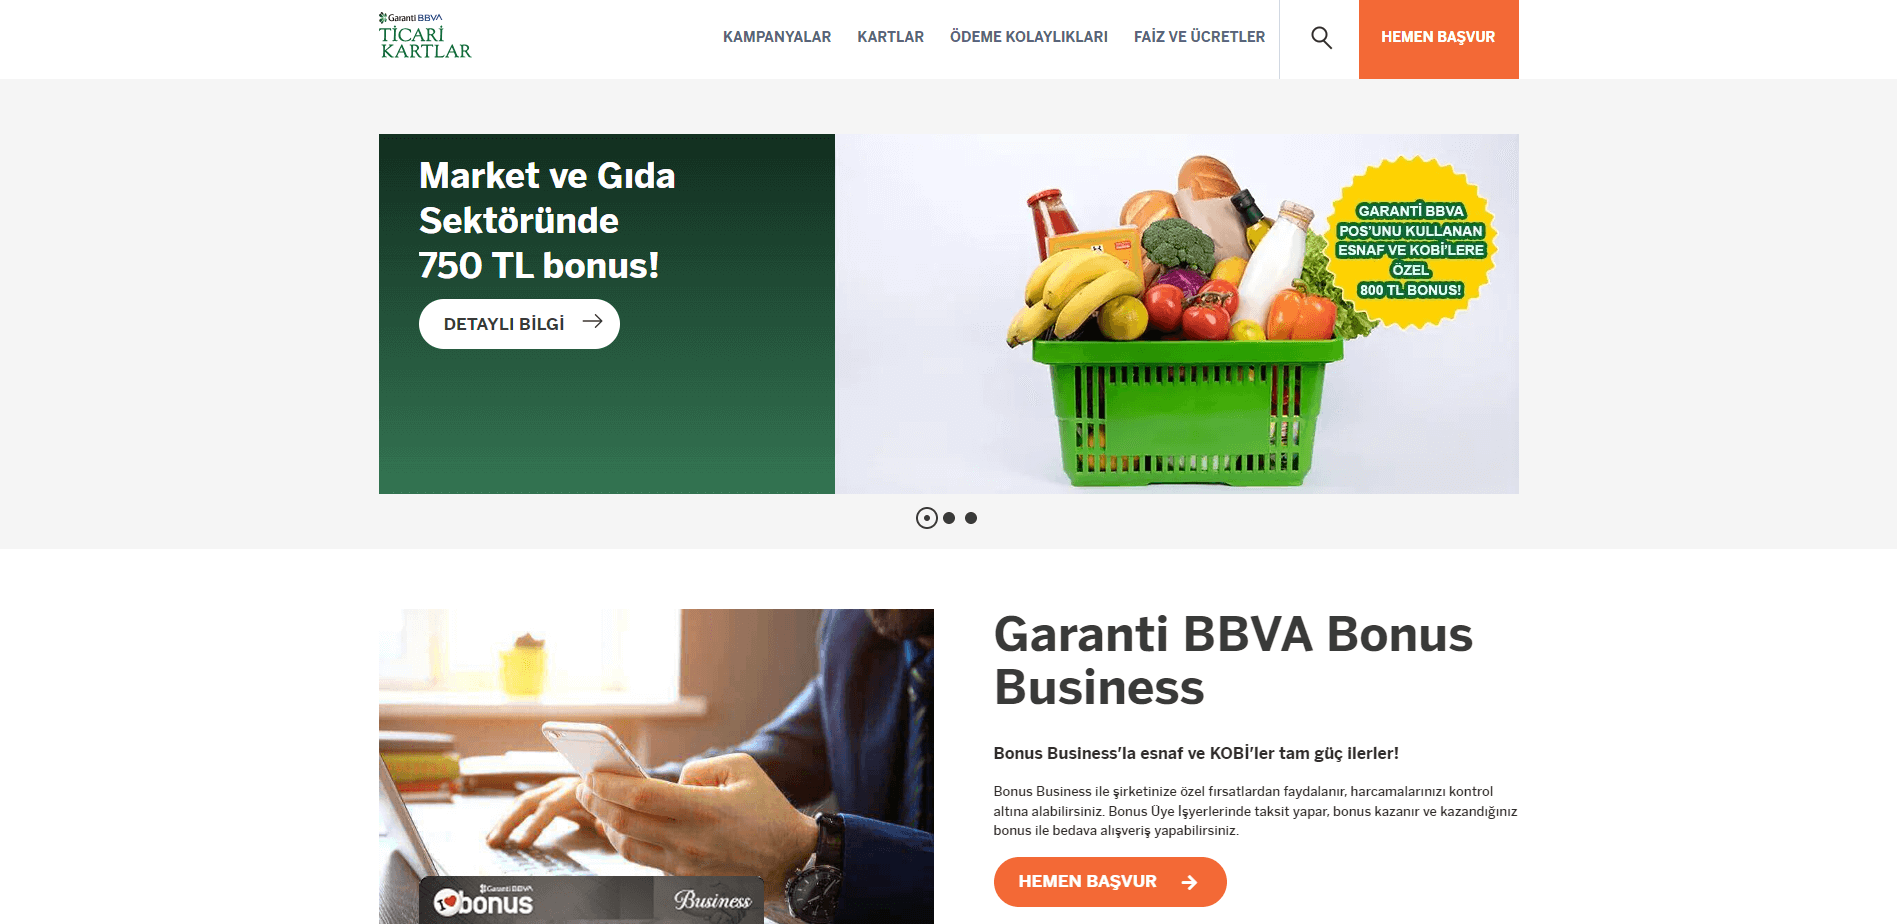 Garanti BBVA
TİCARİ
KARTLAR
KAMPANYALAR
KARTLAR
ÖDEME KOLAYLIKLARI
FAİZ VE ÜCRETLER
HEMEN BAŞVUR
Market ve Gıda
Sektöründe
750 TL bonus!
DETAYLI BİLGİ
GARANTİ BBVA
POS'UNU KULLANAN
ESNAF VE KOBİ'LERE
ÖZEL
800 TL BONUS!
Garanti BBVA Bonus
Business
Bonus Business'la esnaf ve KOBİ'ler tam güç ilerler!
Bonus Business ile şirketinize özel fırsatlardan faydalanır, harcamalarınızı kontrol
altına alabilirsiniz. Bonus Üye İşyerlerinde taksit yapar, bonus kazanır ve kazandığınız
bonus ile bedava alışveriş yapabilirsiniz.
HEMEN BAŞVUR
Garanti BBVA
I bonus
Business